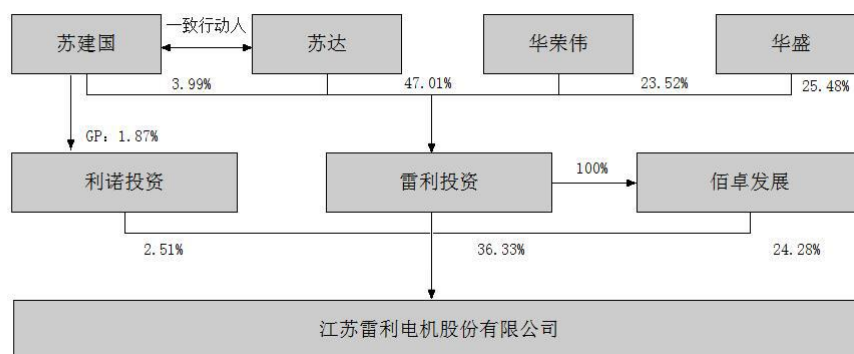 一致行动人
苏建国
苏达
华荣伟
华盛
3.99%
47.01%
23.52%
25.48%
GP: 1.87%
利诺投资
雷利投资
100%
佰卓发展
2.51%
36.33%
24.28%
江苏雷利电机股份有限公司